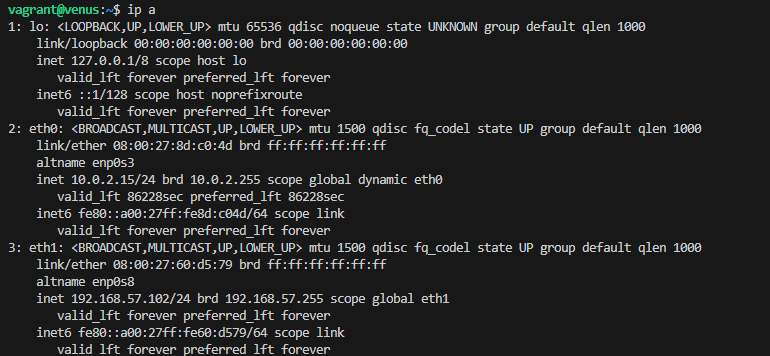 vagrant@venus:~$ ip a
1: lo: <LOOPBACK,UP,LOWER_UP> mtu 65536 qdisc noqueue state UNKNOWN group default qlen 1000
    link/loopback 00:00:00:00:00:00 brd 00:00:00:00:00:00
    inet 127.0.0.1/8 scope host lo
       valid_lft forever preferred_lft forever
    inet6 ::1/128 scope host noprefixroute
       valid_lft forever preferred_lft forever
2: eth0: <BROADCAST,MULTICAST,UP,LOWER_UP> mtu 1500 qdisc fq_codel state UP group default qlen 1000
    link/ether 08:00:27:8d:c0:4d brd ff:ff:ff:ff:ff:ff
    altname enp0s3
    inet 10.0.2.15/24 brd 10.0.2.255 scope global dynamic eth0
       valid_lft 86228sec preferred_lft 86228sec
    inet6 fe80::a00:27ff:fe8d:c04d/64 scope link
       valid_lft forever preferred_lft forever
3: eth1: <BROADCAST,MULTICAST,UP,LOWER_UP> mtu 1500 qdisc fq_codel state UP group default qlen 1000
    link/ether 08:00:27:60:d5:79 brd ff:ff:ff:ff:ff:ff
    altname enp0s8
    inet 192.168.57.102/24 brd 192.168.57.255 scope global eth1
       valid_lft forever preferred_lft forever
    inet6 fe80::a00:27ff:fe60:d579/64 scope link
       valid_lft forever preferred_lft forever